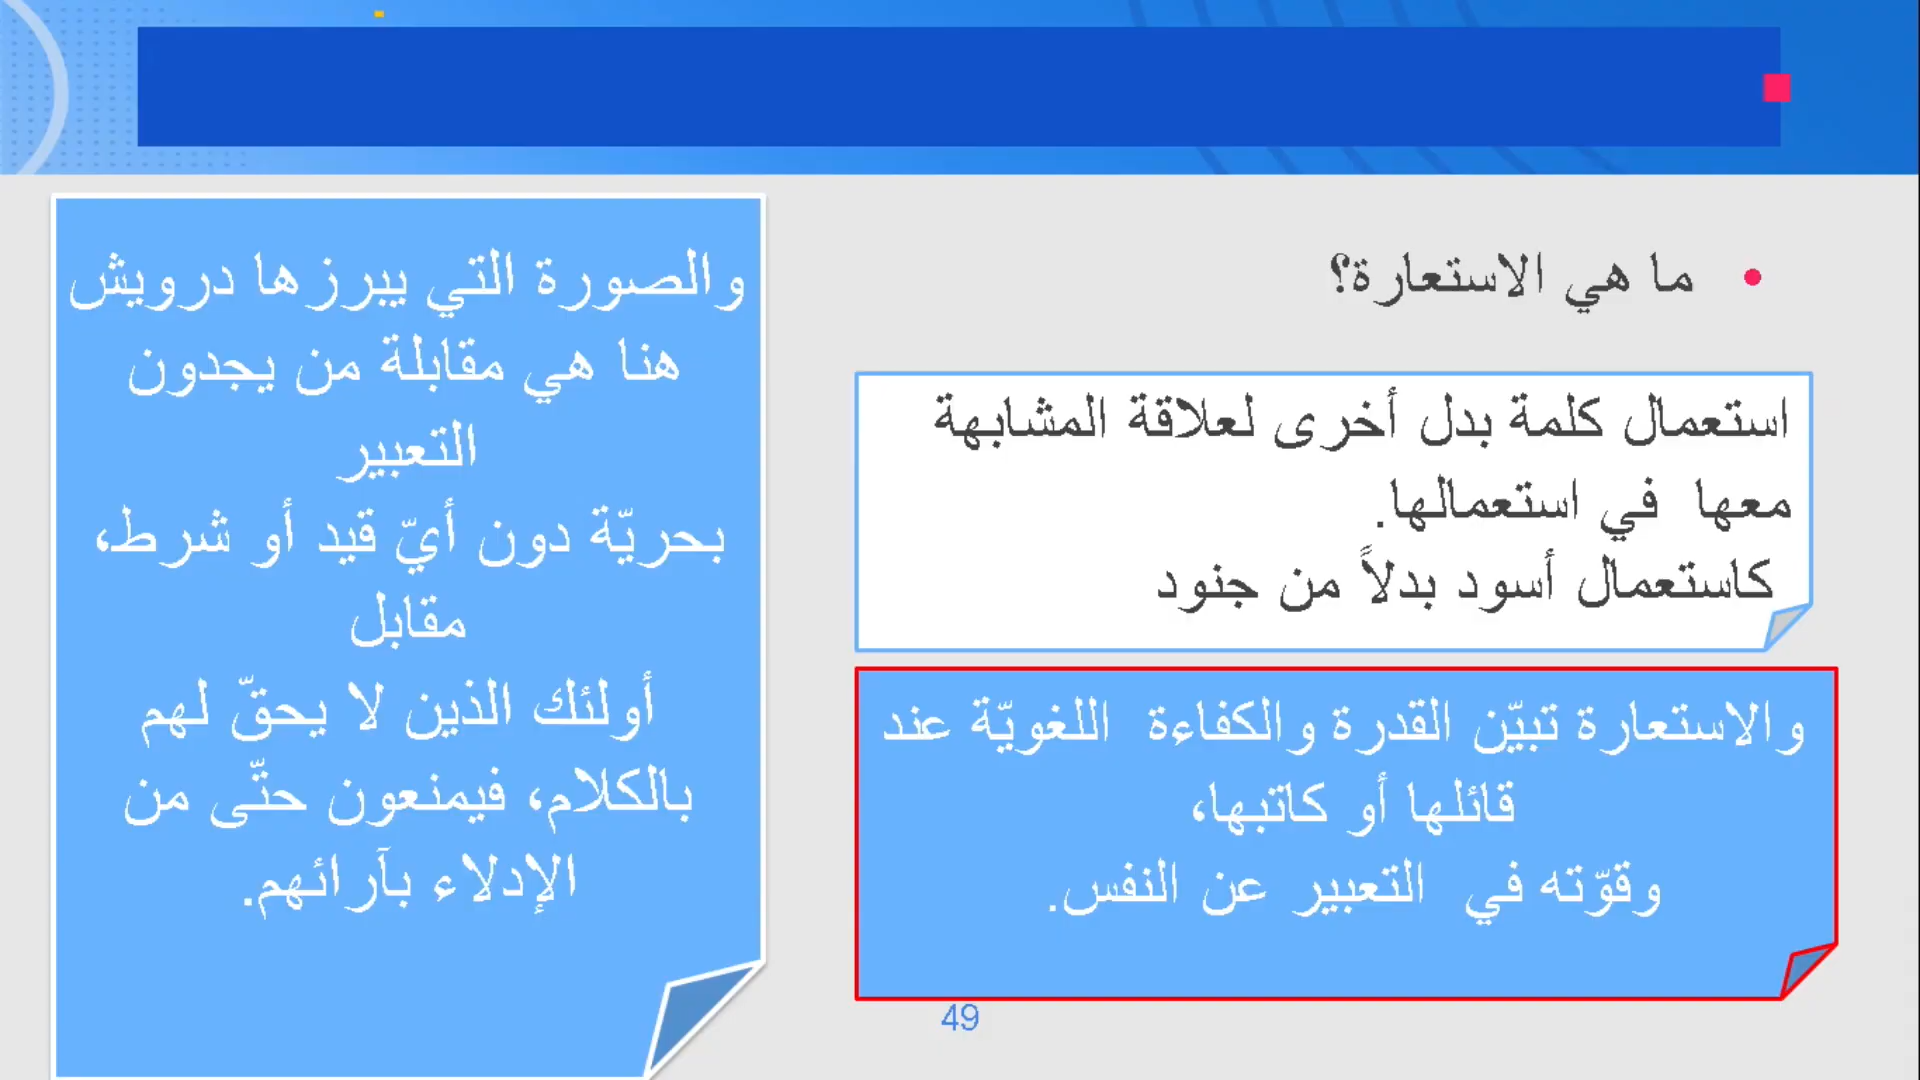 ما هي الاستعارة؟
استعمال كلمة بدل أخرى لعلاقة المشابهة
معها في استعمالها.
كاستعمال أسود بدلاً من جنود
والاستعارة تبيّن القدرة والكفاءة اللغويّة عند
قائلها أو كاتبها،
وقوّته في التعبير عن النفس.
والصورة التي يبرزها درويش
هنا هي مقابلة من يجدون
التعبير
بحريّة دون أيّ قيد أو شرط،
مقابل
أولئك الذين لا يحقّ لهم
بالكلام، فيمنعون حتّى من
الإدلاء بآرائهم.
49